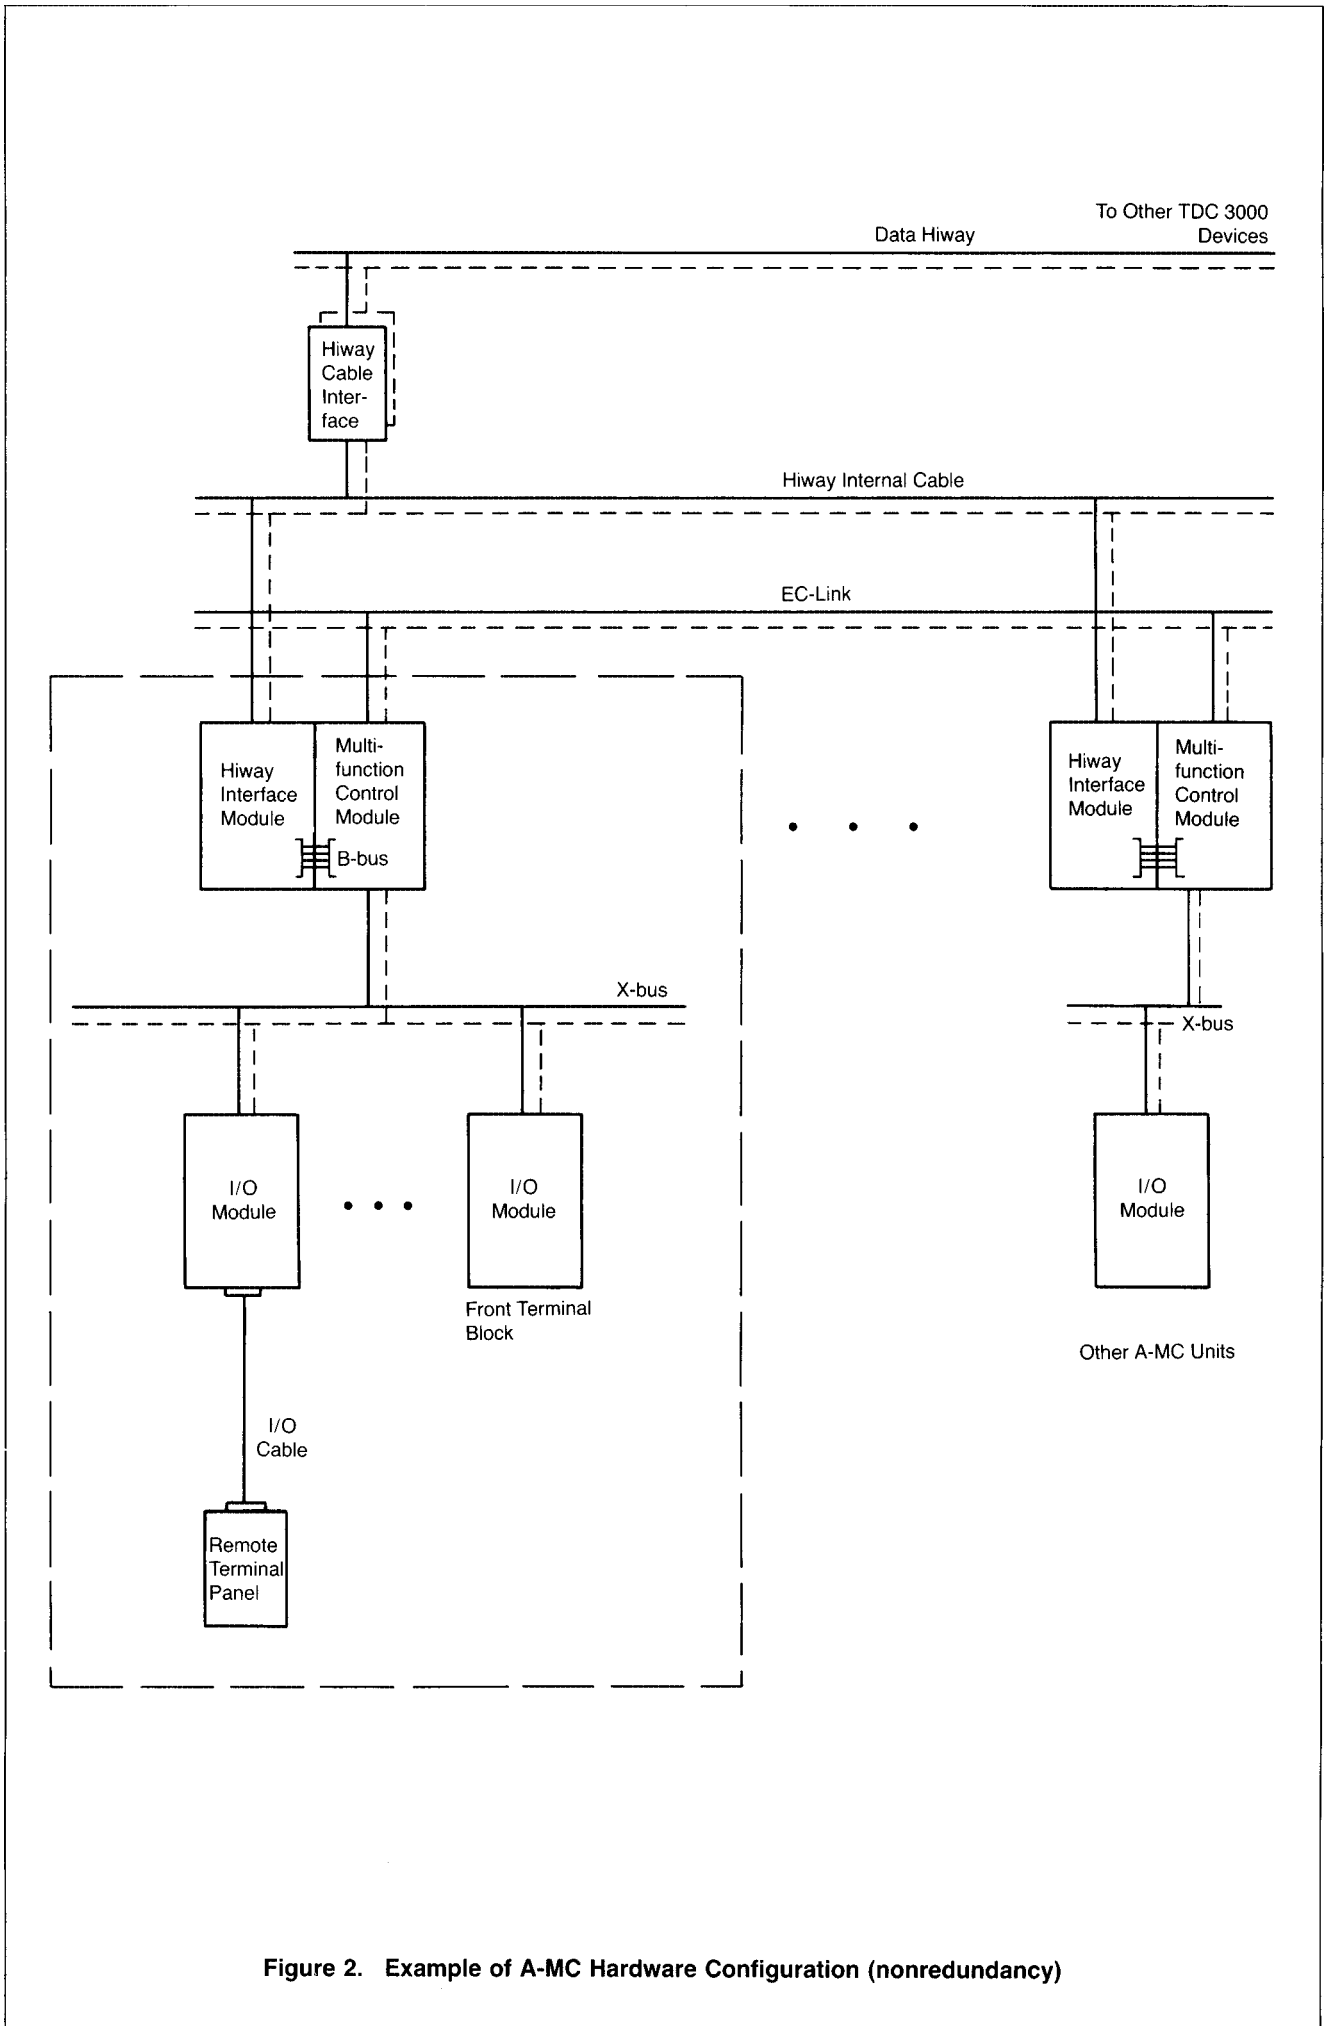 To Other TDC 3000
Data Hiway
Devices
Hiway
Cable
Inter-
face
Hiway Internal Cable
EC-Link
Hiway
Interface
Module
Multi-
function
Control
Module
B-bus
Hiway
Interface
Module
Multi-
function
Control
Module
X-bus
X-bus
I/O
Module
I/O
Module
I/O
Module
Front Terminal
Block
Other A-MC Units
I/O
Cable
Remote
Terminal
Panel
Figure 2. Example of A-MC Hardware Configuration (nonredundancy)